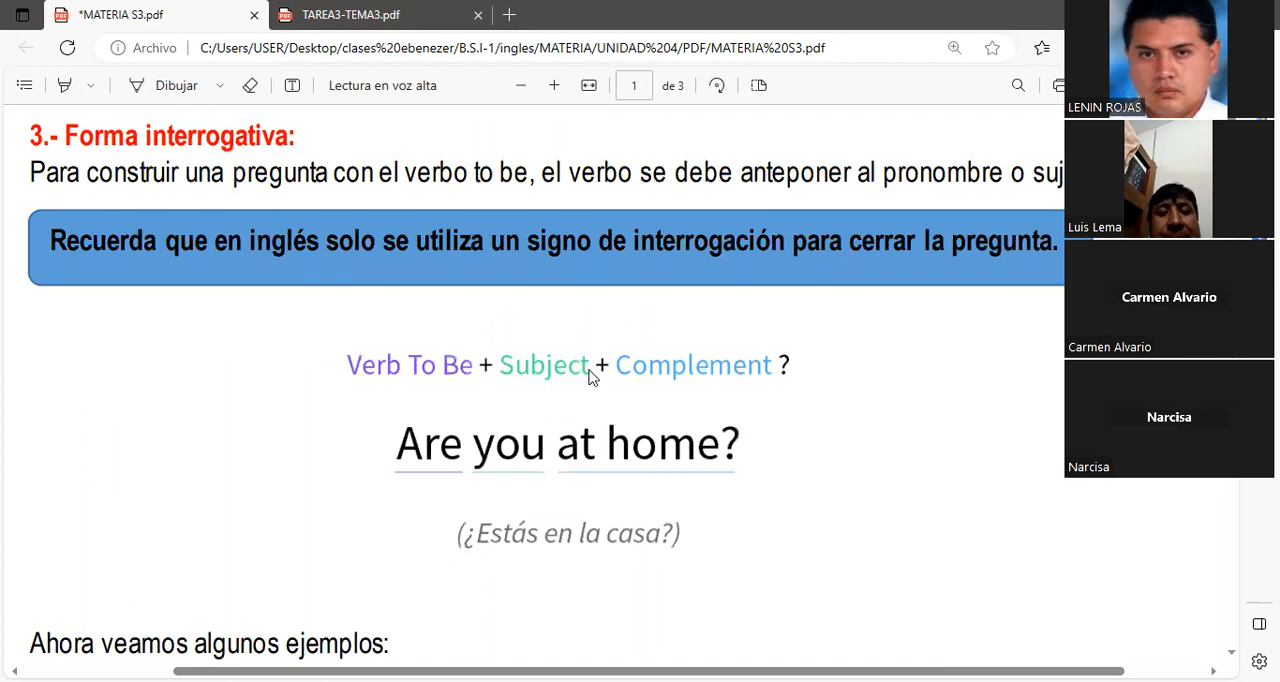 *MATERIA S3.pdf
TAREA3-TEMA3.pdf
Archivo
C:/Users/USER/Desktop/clases%20ebenezer/B.S.I-1/ingles/MATERIA/UNIDAD%204/PDF/MATERIA%20S3.pdf
Dibujar
Lectura en voz alta
1
de 3
3.- Forma interrogativa:
Para construir una pregunta con el verbo to be, el verbo se debe anteponer al pronombre o suj
Recuerda que en inglés solo se utiliza un signo de interrogación para cerrar la pregunta.
Verb To Be + Subject + Complement ?
Are you at home?
(¿Estás en la casa?)
Ahora veamos algunos ejemplos:
LENIN ROJAS
Luis Lema
Carmen Alvario
Carmen Alvario
Narcisa
Narcisa